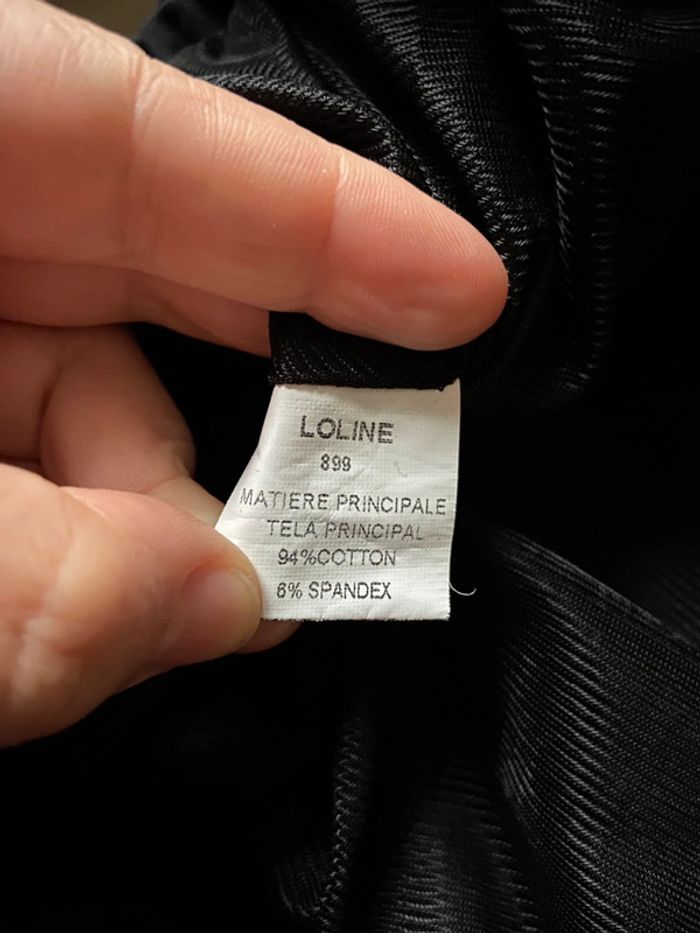 LOLINE
899
MATIERE PRINCIPALE
TELA PRINCIPAL
94%COTTON
6% SPANDEX